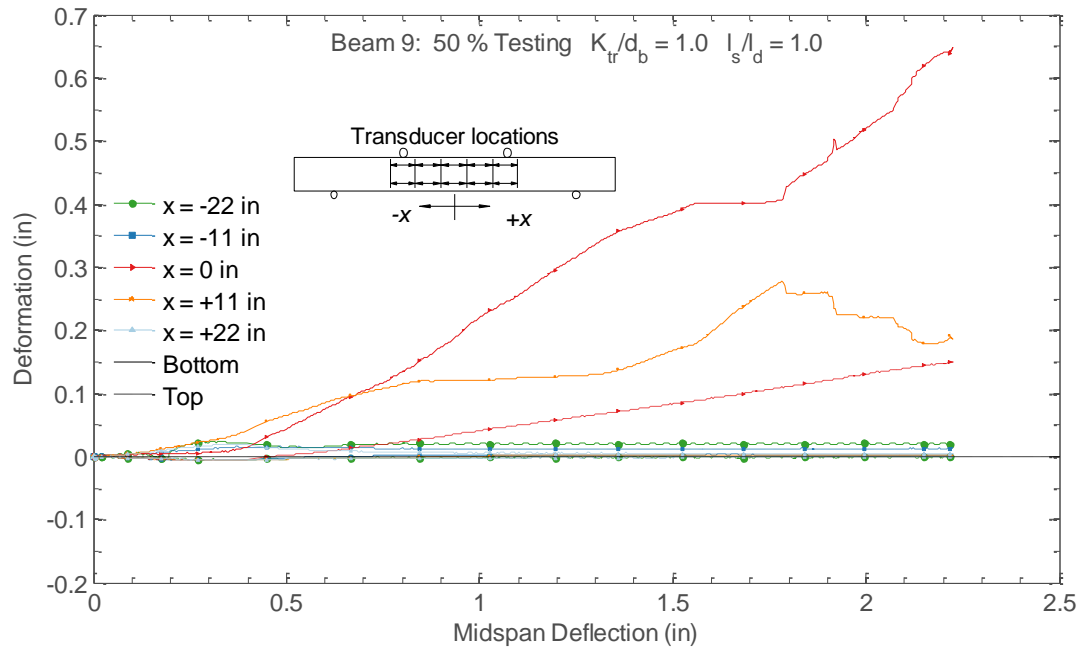 Beam 9: 50 % Testing K_tr/d_b = 1.0 l_s/l_d = 1.0
Transducer locations
-x +x
x = -22 in
x = -11 in
x = 0 in
x = +11 in
x = +22 in
Bottom
Top
Deformation (in)
0.7
0.6
0.5
0.4
0.3
0.2
0.1
0
-0.1
-0.2
0 0.5 1 1.5 2 2.5
Midspan Deflection (in)